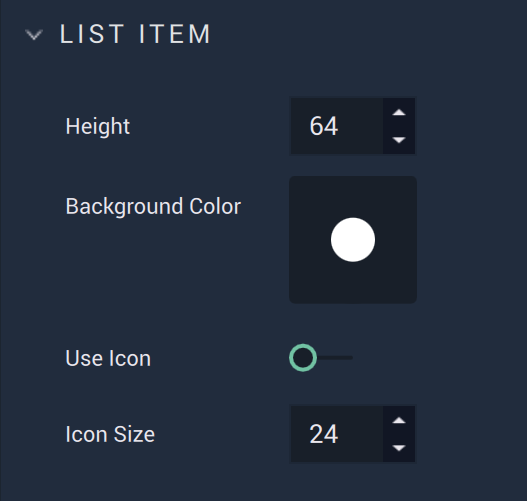 LIST ITEM
Height 64
Background Color
Use Icon
Icon Size 24